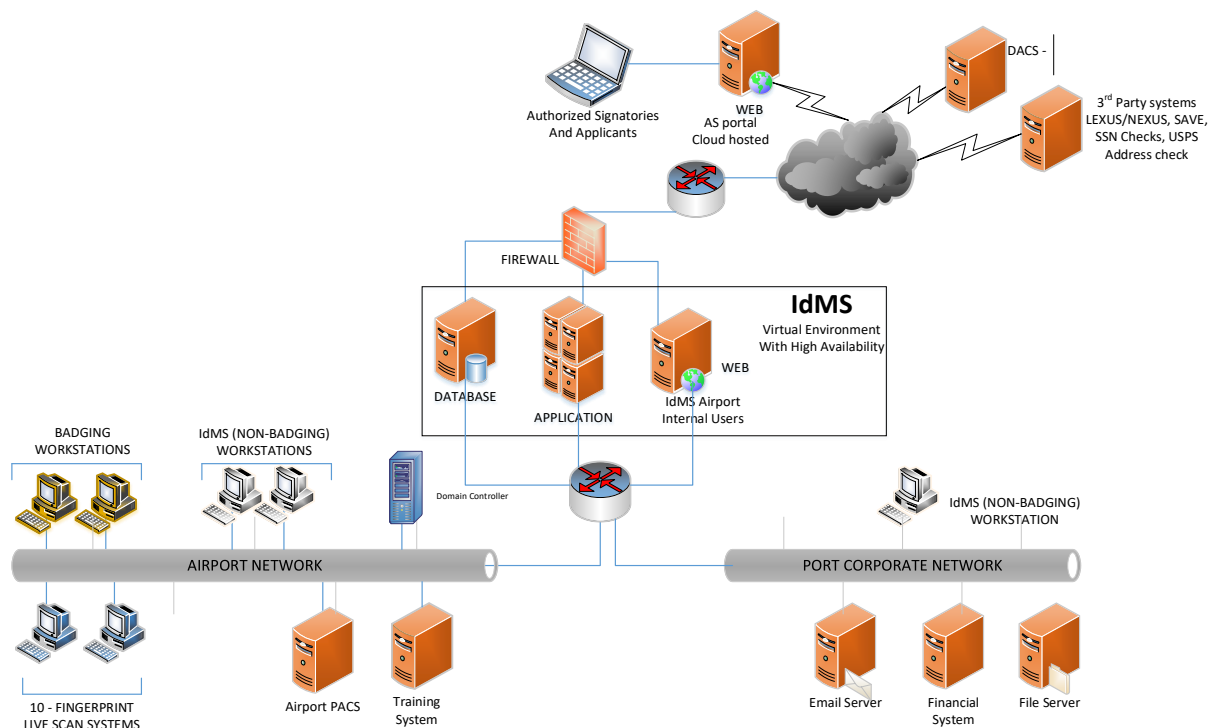 DACS -
3rd Party systems
LEXUS/NEXUS, SAVE,
SSN Checks, USPS
Address check
Authorized Signatories
And Applicants
WEB
AS portal
Cloud hosted
FIREWALL
IdMS
Virtual Environment
With High Availability
DATABASE
APPLICATION
WEB
IdMS Airport
Internal Users
BADGING
WORKSTATIONS
IdMS (NON-BADGING)
WORKSTATIONS
Domain Controller
IdMS (NON-BADGING)
WORKSTATION
AIRPORT NETWORK
PORT CORPORATE NETWORK
10 - FINGERPRINT
LIVE SCAN SYSTEMS
Airport PACS
Training
System
Email Server
Financial
System
File Server